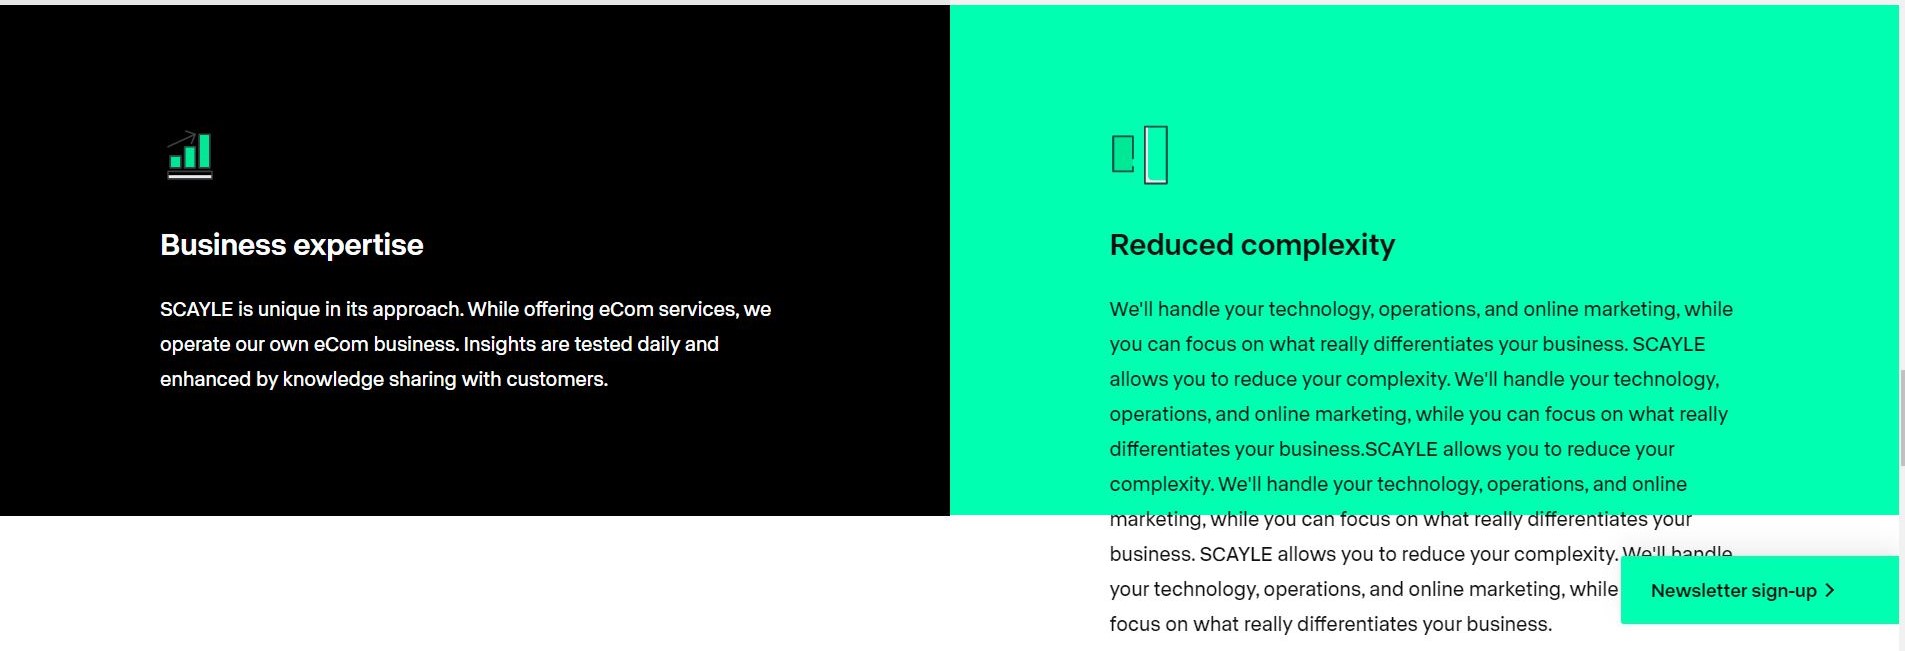 Business expertise
SCAYLE is unique in its approach. While offering eCom services, we
operate our own eCom business. Insights are tested daily and
enhanced by knowledge sharing with customers.
Reduced complexity
We'll handle your technology, operations, and online marketing, while
you can focus on what really differentiates your business. SCAYLE
allows you to reduce your complexity. We'll handle your technology,
operations, and online marketing, while you can focus on what really
differentiates your business.SCAYLE allows you to reduce your
complexity. We'll handle your technology, operations, and online
marketing, while you can focus on what really differentiates your
business. SCAYLE allows you to reduce your complexity. We'll handle
your technology, operations, and online marketing, while
focus on what really differentiates your business.
Newsletter sign-up